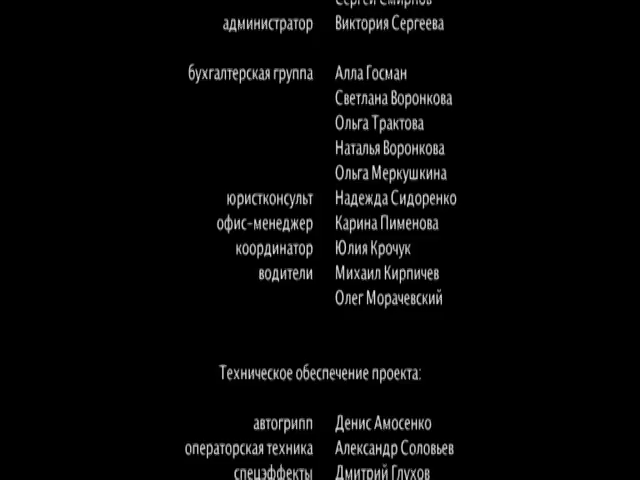 Сергей Смирнов
администратор Виктория Сергеева
бухгалтерская группа Алла Госман
Светлана Воронкова
Ольга Трактова
Наталья Воронкова
Ольга Меркушкина
юристконсульт Надежда Сидоренко
офис-менеджер Карина Пименова
координатор Юлия Крочук
водители Михаил Кирпичев
Олег Морачевский
Техническое обеспечение проекта:
автогрипп Денис Амосенко
операторская техника Александр Соловьев
спецэффекты Дмитрий Глухов